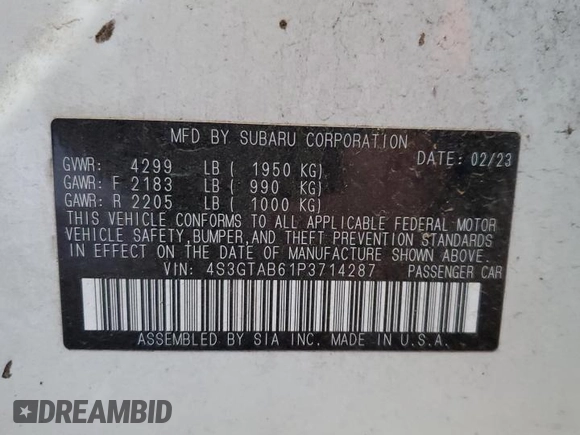 MFD BY SUBARU CORPORATION
DATE: 02/23
GVWR: 4299 LB ( 1950 KG)
GAWR: F 2183 LB ( 990 KG)
GAWR: R 2205 LB ( 1000 KG)
THIS VEHICLE CONFORMS TO ALL APPLICABLE FEDERAL MOTOR
VEHICLE SAFETY,BUMPER,AND THEFT PREVENTION STANDARDS
IN EFFECT ON THE DATE OF MANUFACTURE SHOWN ABOVE.
VIN: 4S3GTAB61P3714287 PASSENGER CAR
ASSEMBLED BY SIA INC. MADE IN U.S.A.
DREAMBID